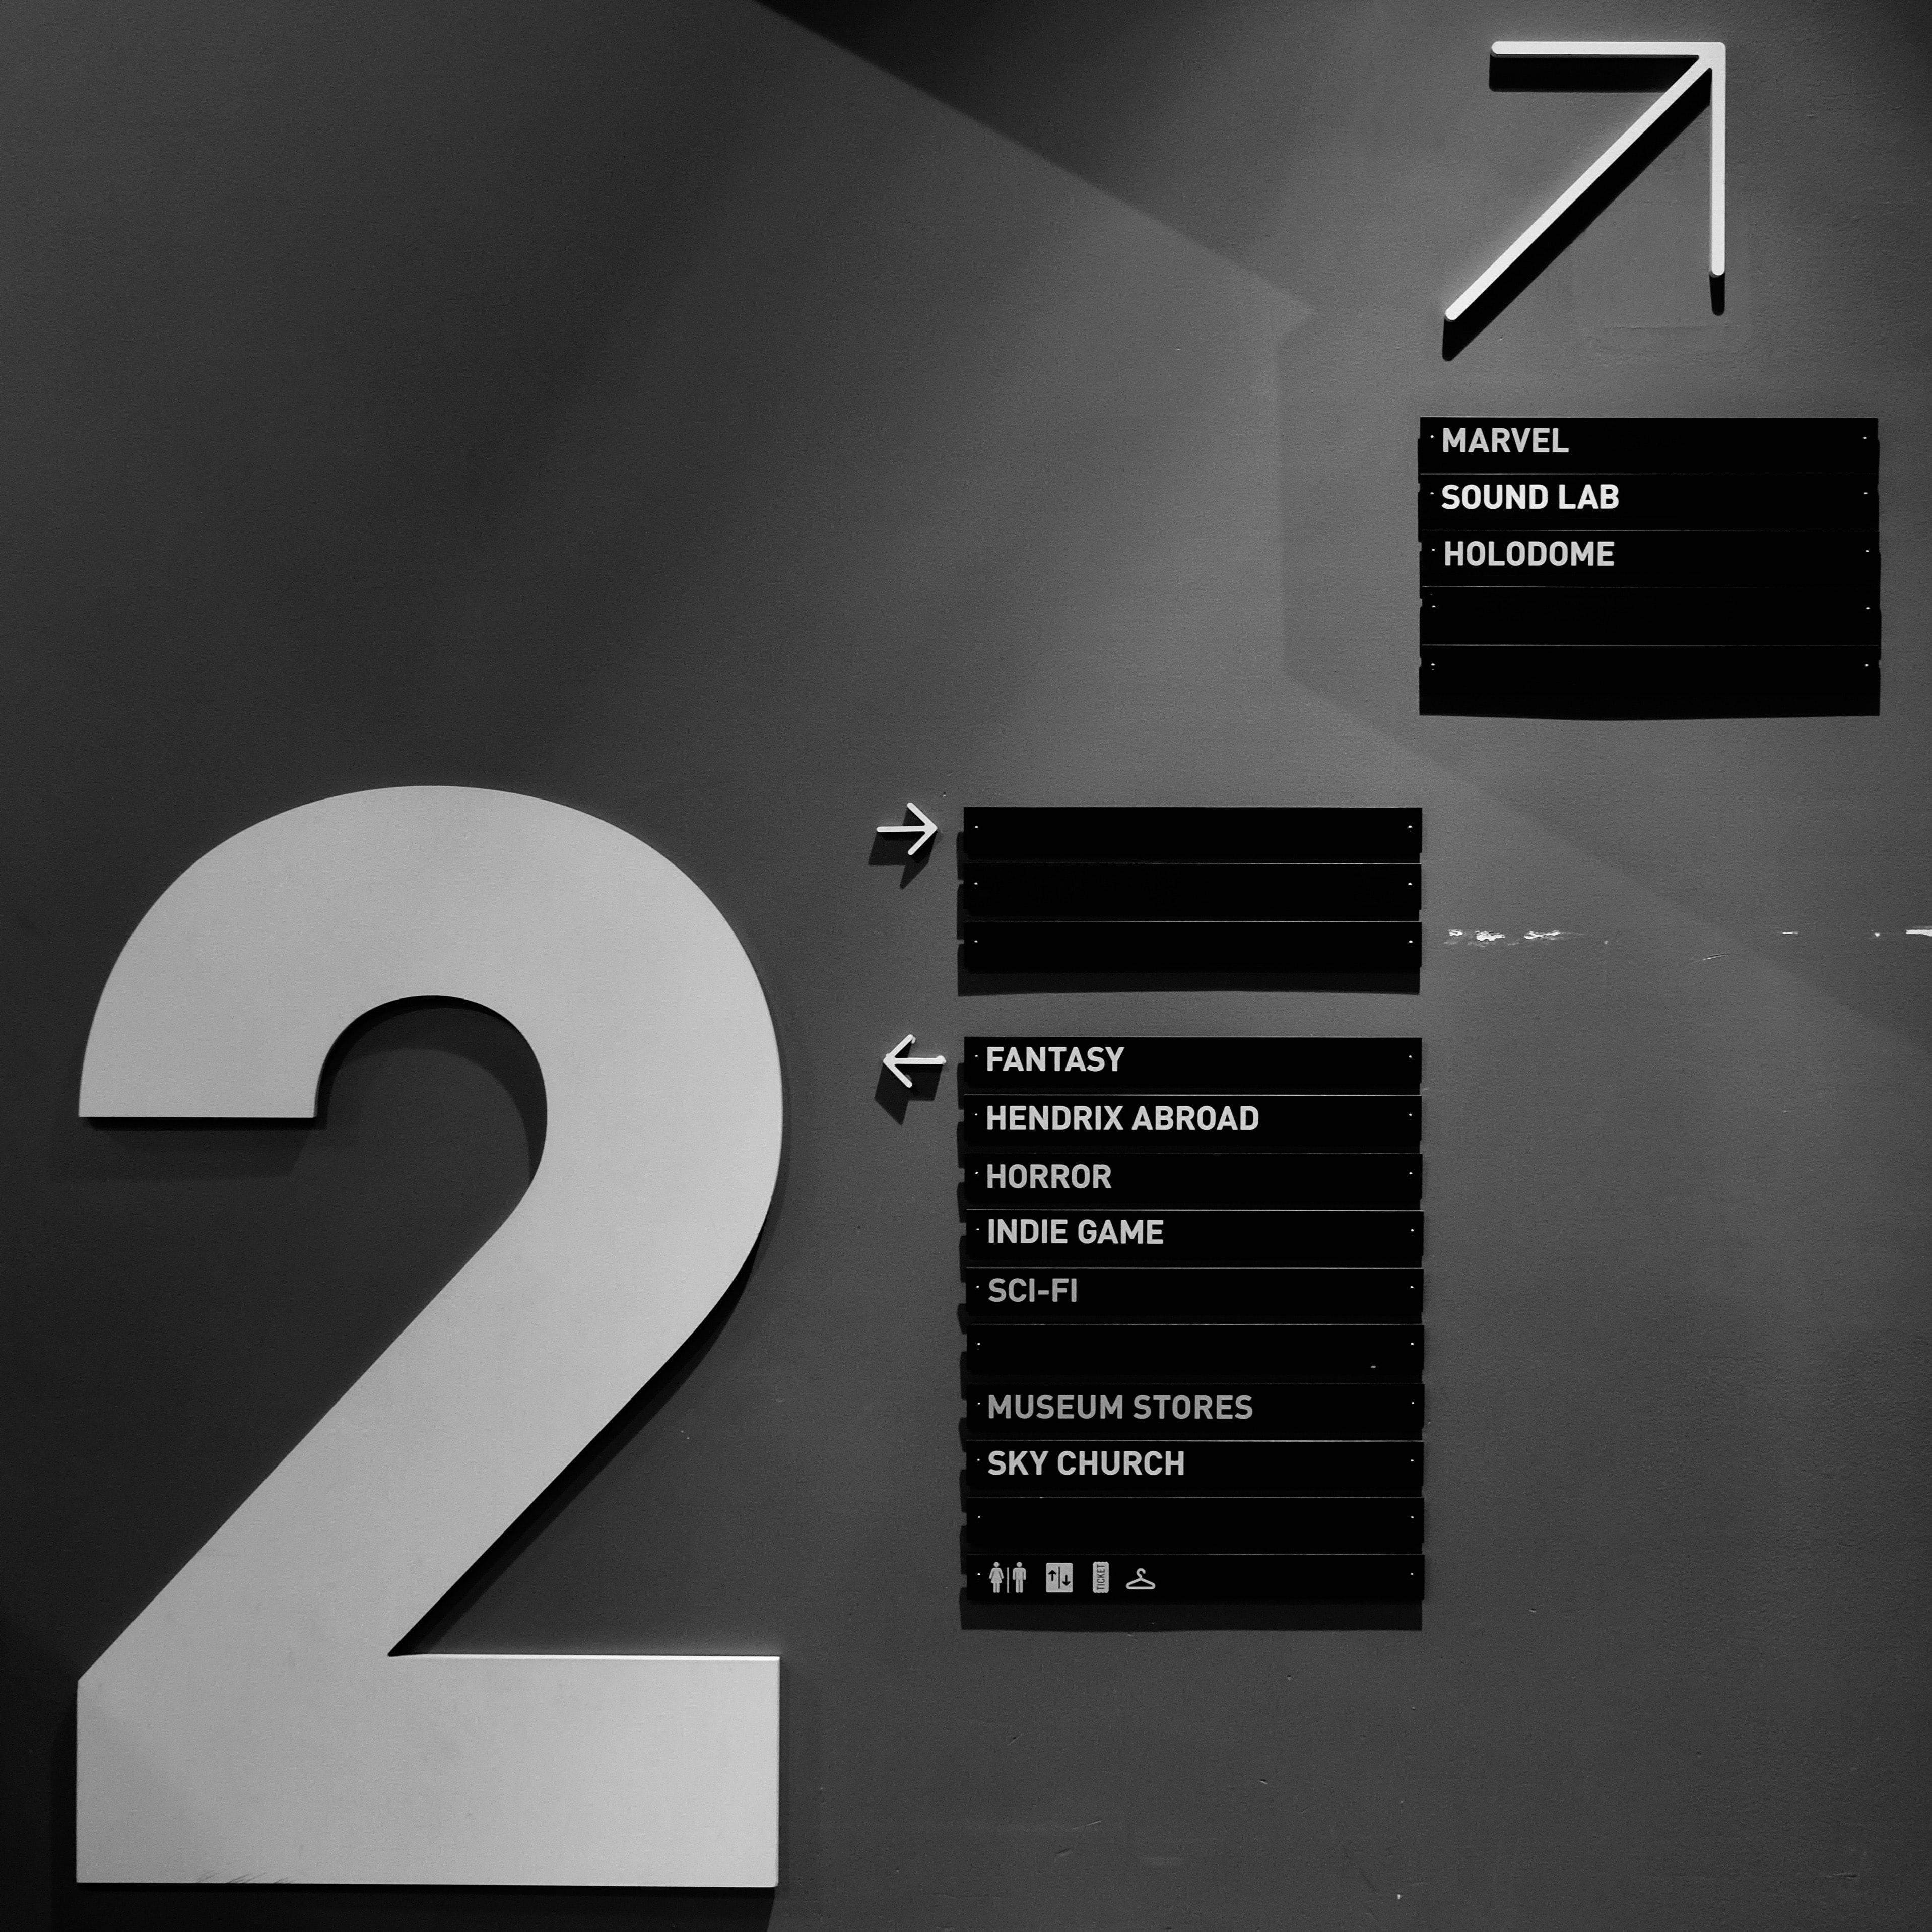 MARVEL
SOUND LAB
HOLODOME
2
FANTASY
HENDRIX ABROAD
HORROR
INDIE GAME
SCI-FI
MUSEUM STORES
SKY CHURCH
TICKET